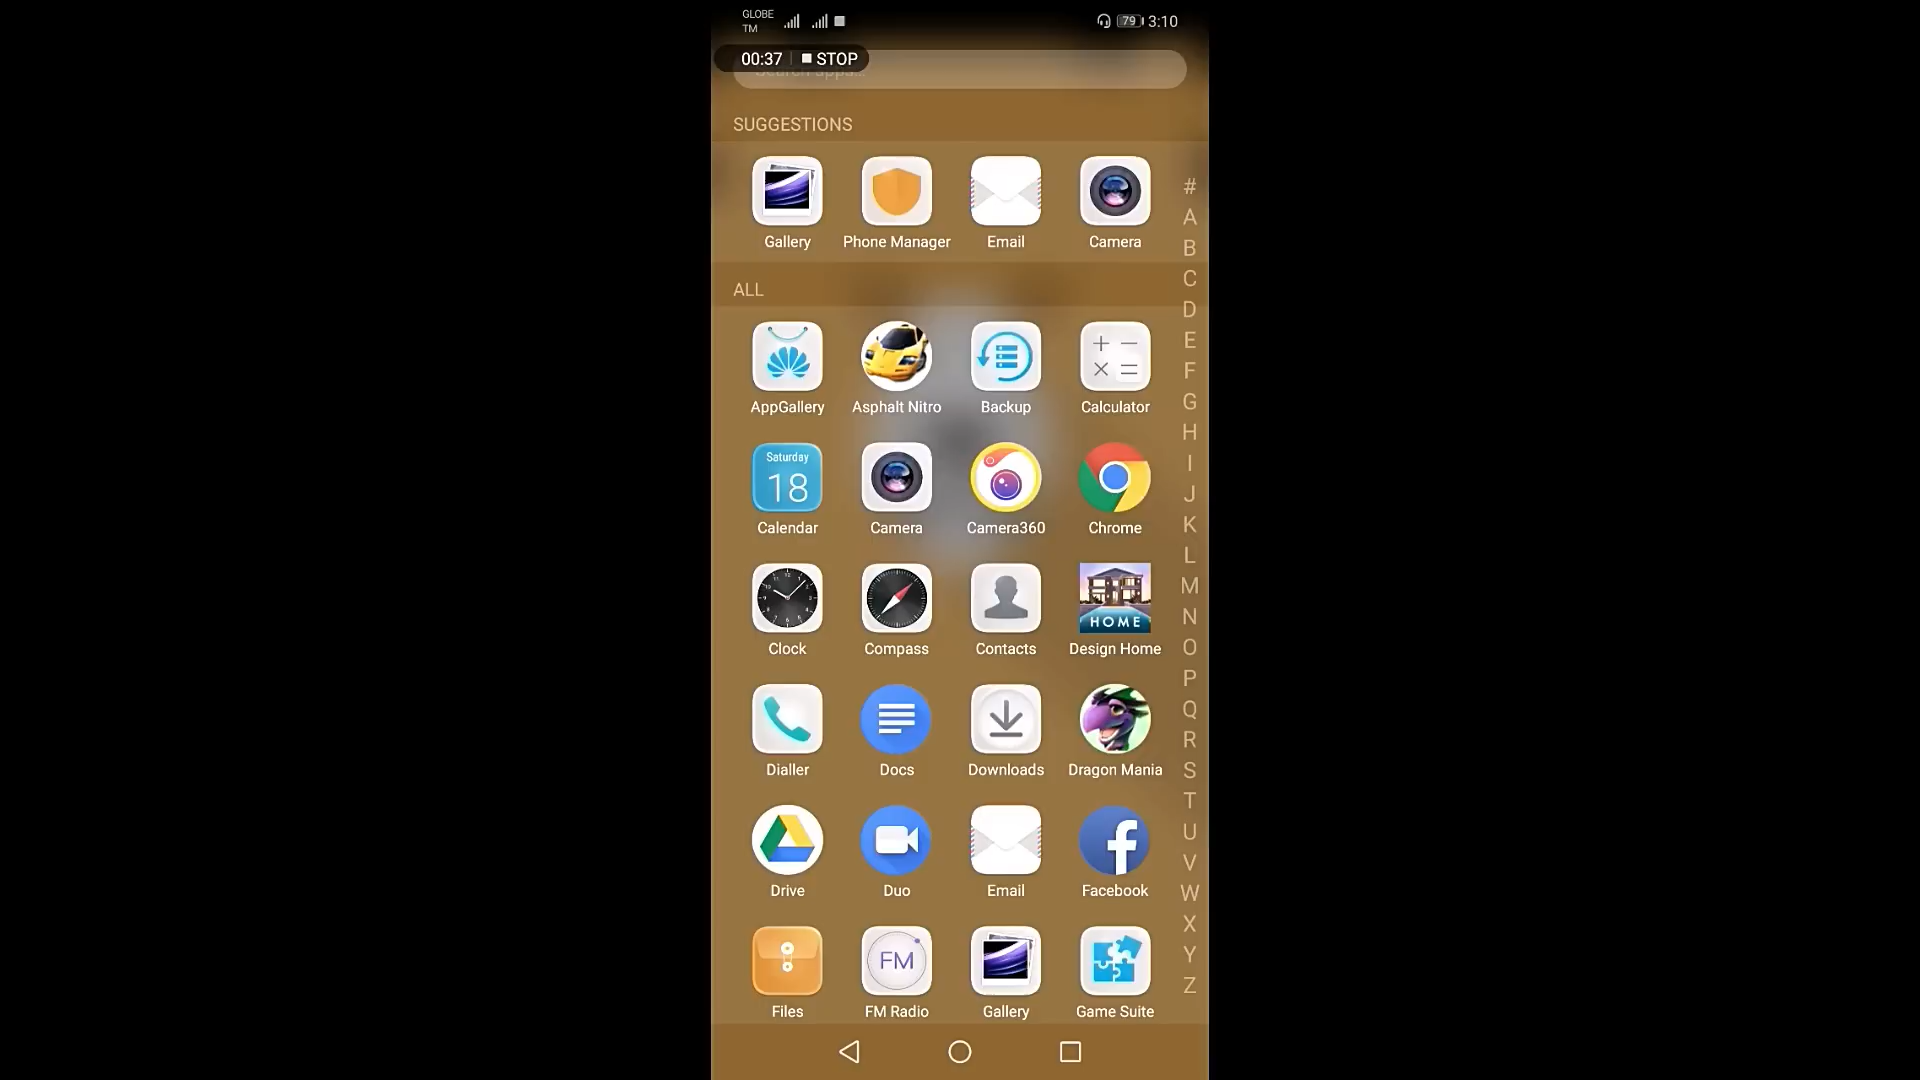 GLOBE
TM
79 3:10
00:37 STOP
Search apps...
SUGGESTIONS
Gallery Phone Manager Email Camera
ALL
AppGallery Asphalt Nitro Backup Calculator
Saturday
18
Calendar Camera Camera360 Chrome
HOME
Clock Compass Contacts Design Home
Dialler Docs Downloads Dragon Mania
Drive Duo Email Facebook
FM
Files FM Radio Gallery Game Suite
#
A
B
C
D
E
F
G
H
I
J
K
L
M
N
O
P
Q
R
S
T
U
V
W
X
Y
Z